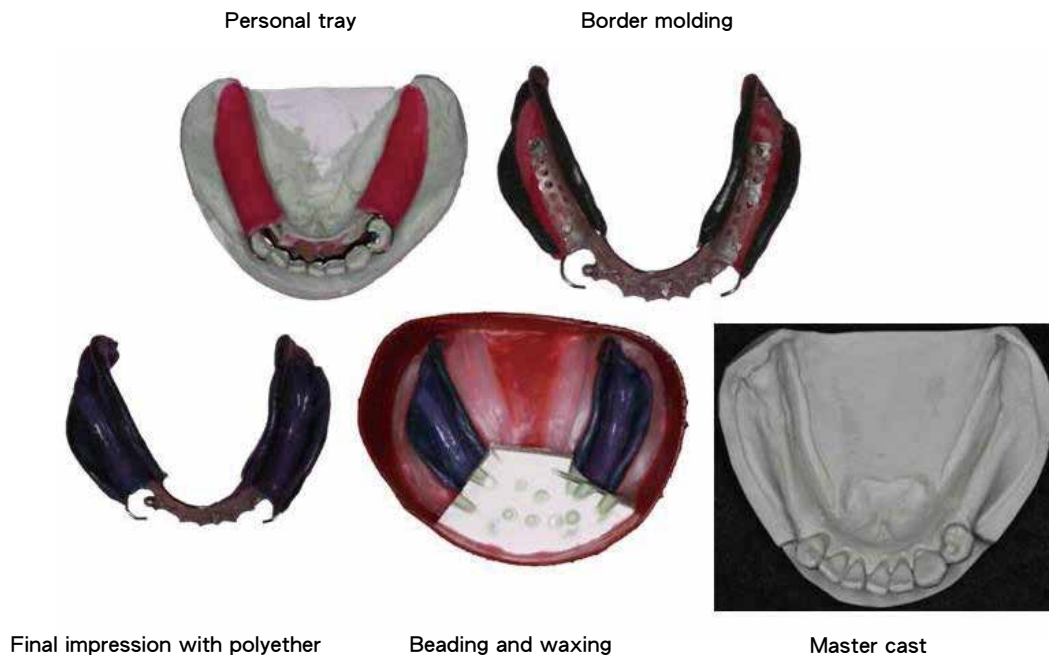 Personal tray
Border molding
Final impression with polyether
Beading and waxing
Master cast